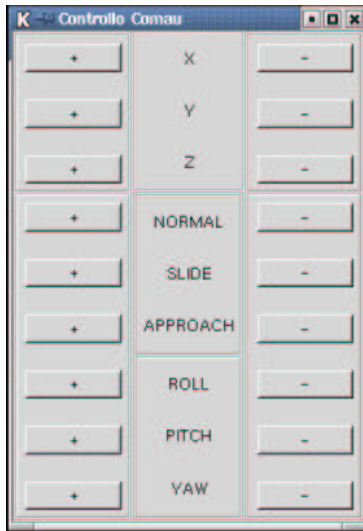 K Controllo Comau
+ X -
+ Y -
+ Z -
+ NORMAL -
+ SLIDE -
+ APPROACH -
+ ROLL -
+ PITCH -
+ YAW -